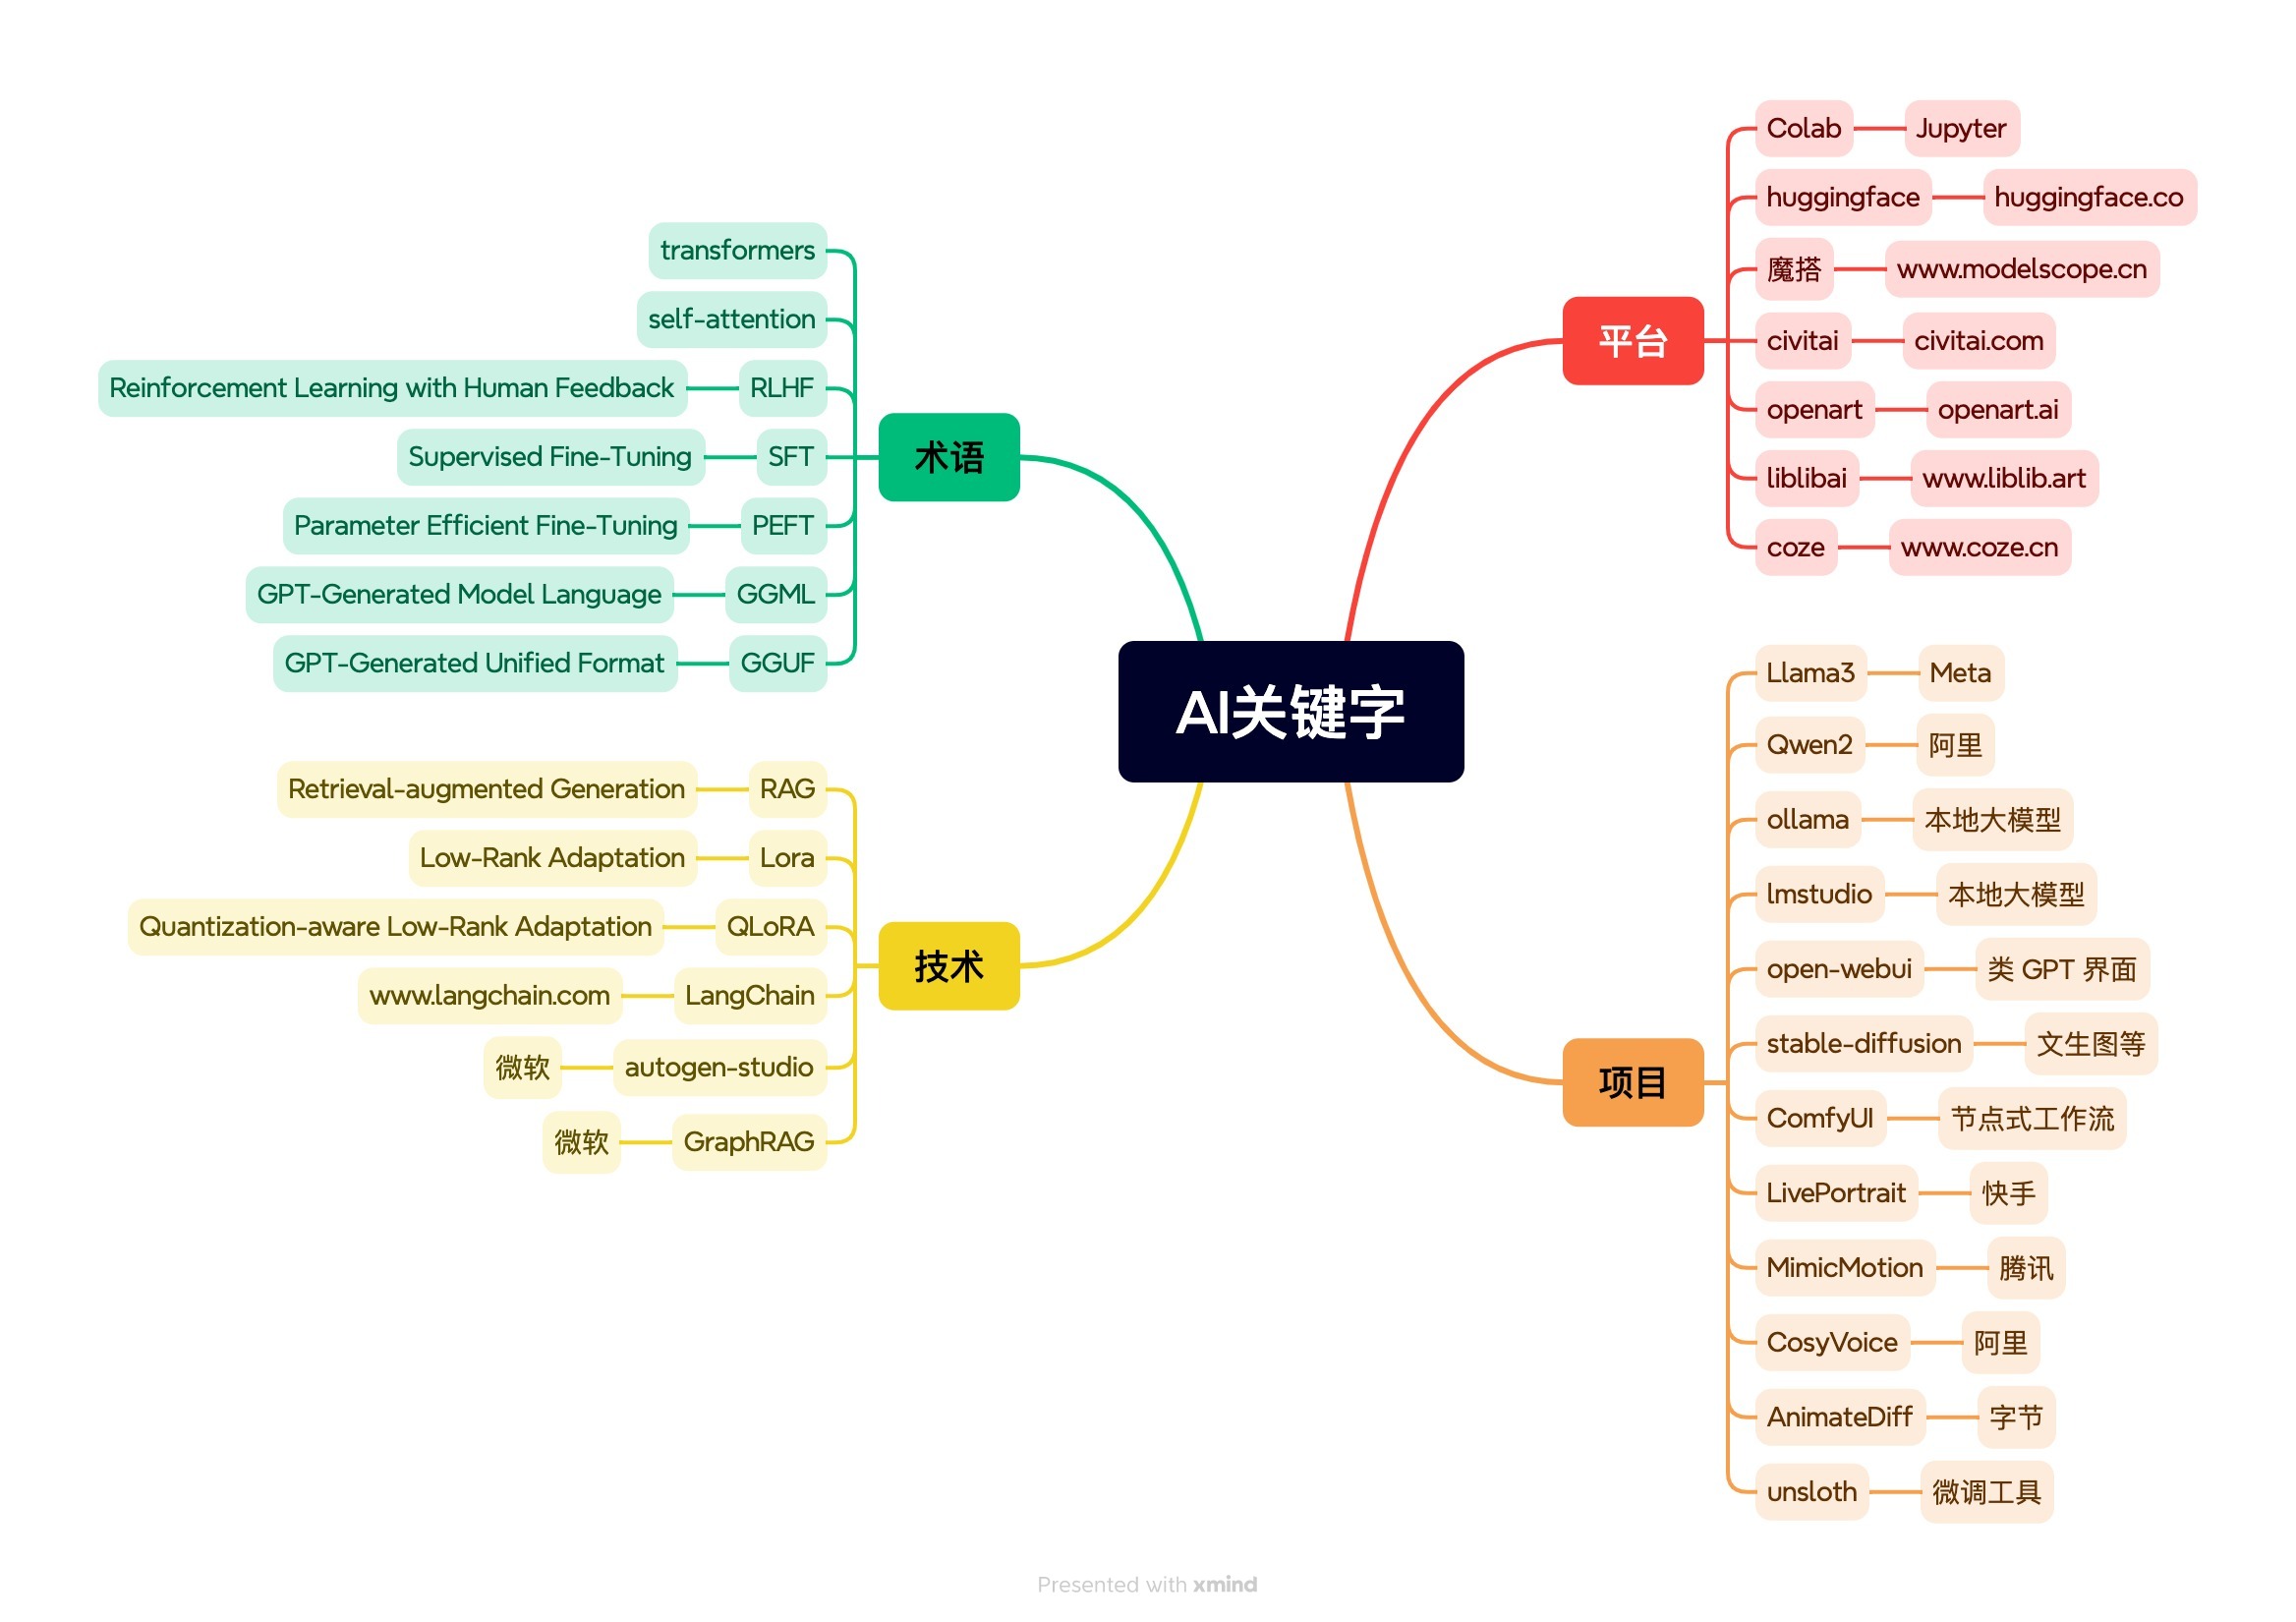 AI关键字
平台
Colab
Jupyter
huggingface
huggingface.co
魔搭
www.modelscope.cn
civitai
civitai.com
openart
openart.ai
liblibai
www.liblib.art
coze
www.coze.cn
项目
Llama3
Meta
Qwen2
阿里
ollama
本地大模型
lmstudio
本地大模型
open-webui
类 GPT 界面
stable-diffusion
文生图等
ComfyUI
节点式工作流
LivePortrait
快手
MimicMotion
腾讯
CosyVoice
阿里
AnimateDiff
字节
unsloth
微调工具
术语
transformers
self-attention
RLHF
Reinforcement Learning with Human Feedback
SFT
Supervised Fine-Tuning
PEFT
Parameter Efficient Fine-Tuning
GGML
GPT-Generated Model Language
GGUF
GPT-Generated Unified Format
技术
RAG
Retrieval-augmented Generation
Lora
Low-Rank Adaptation
QLoRA
Quantization-aware Low-Rank Adaptation
LangChain
www.langchain.com
autogen-studio
微软
GraphRAG
微软
Presented with xmind